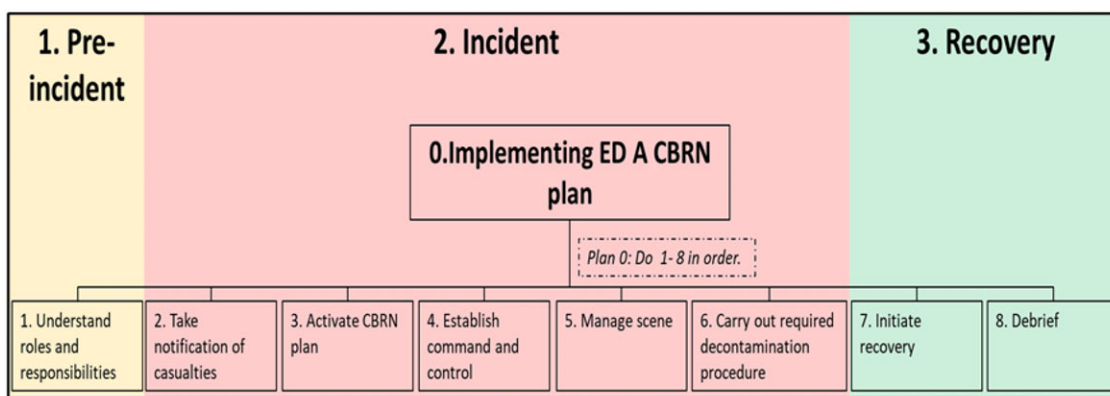 1. Pre-
incident
2. Incident
3. Recovery
0.Implementing ED A CBRN
plan
Plan 0: Do 1- 8 in order.
1. Understand
roles and
responsibilities
2. Take
notification of
casualties
3. Activate CBRN
plan
4. Establish
command and
control
5. Manage scene
6. Carry out required
decontamination
procedure
7. Initiate
recovery
8. Debrief